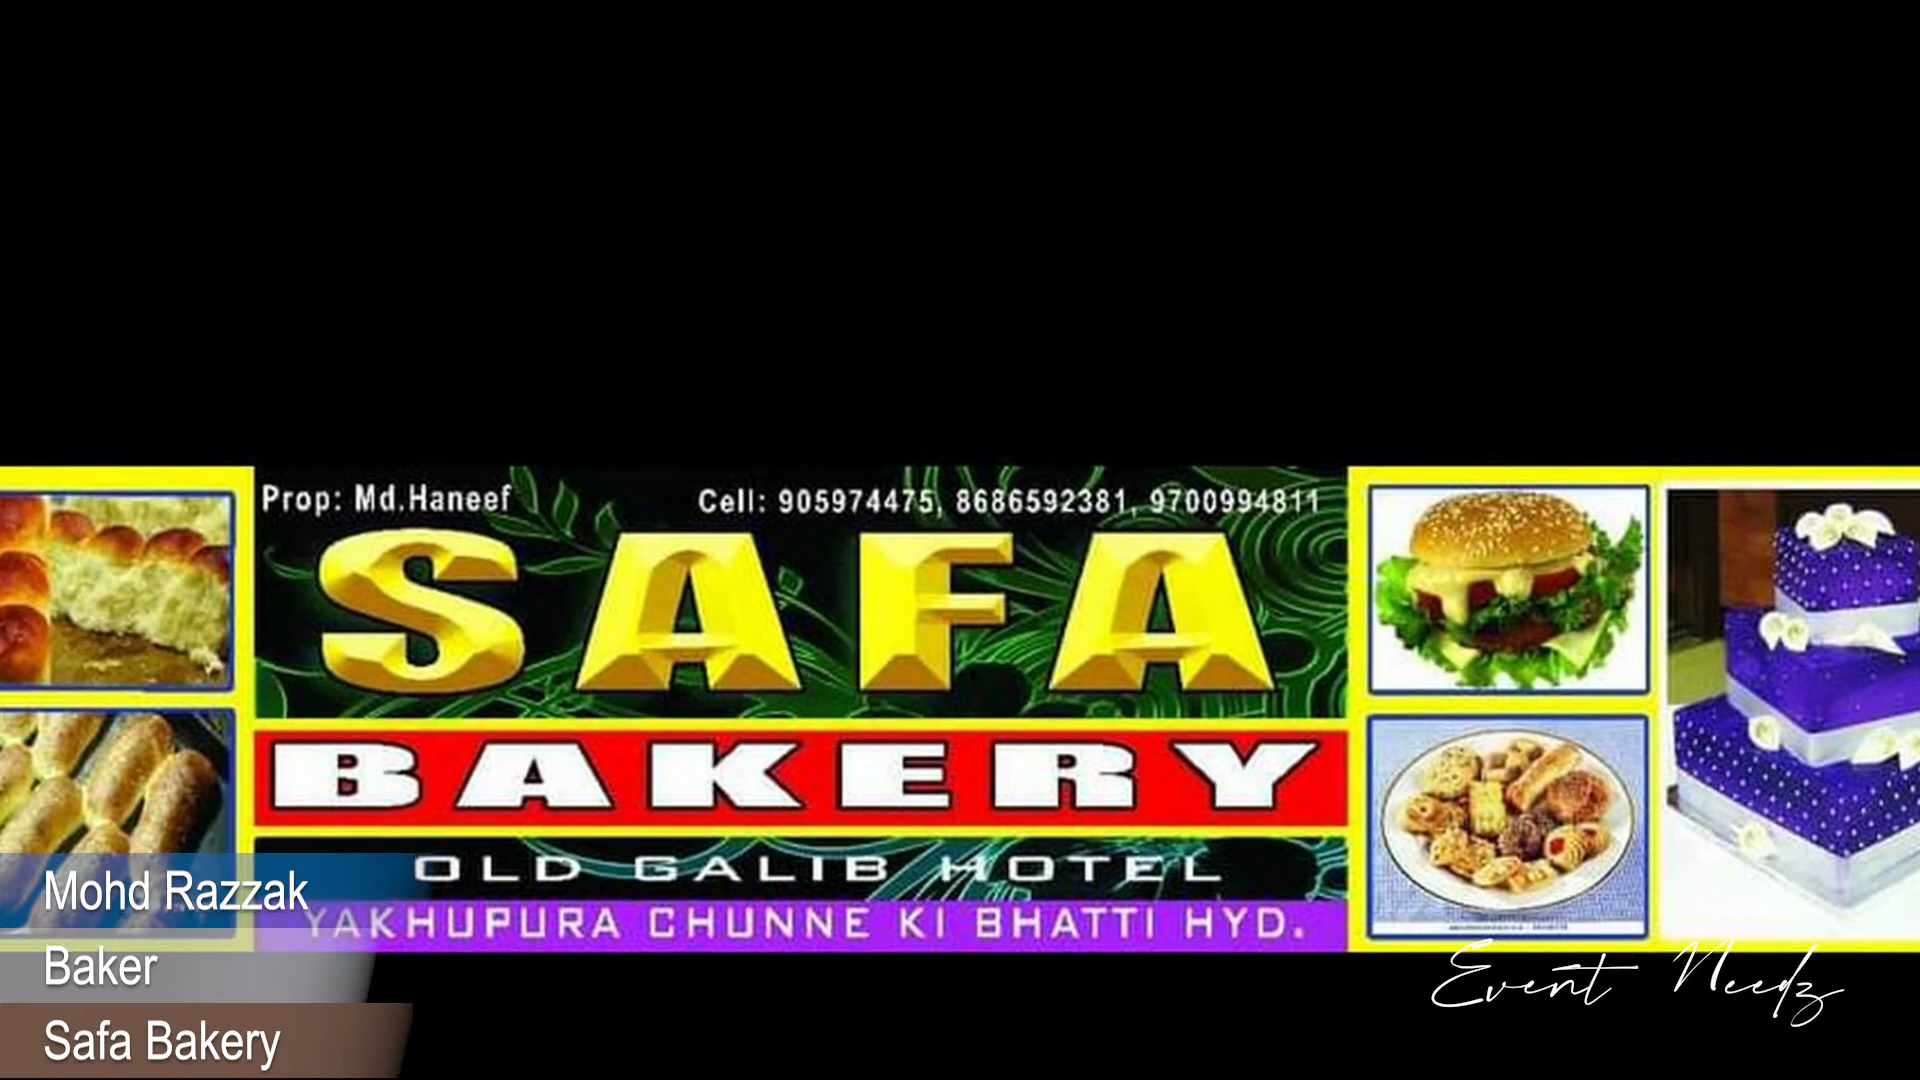 Prop: Md.Haneef
Cell: 905974475, 8686592381, 9700994811
SAFA
BAKERY
OLD GALIB HOTEL
YAKHUPURA CHUNNE KI BHATTI HYD.
Mohd Razzak
Baker
Safa Bakery
Event Needz